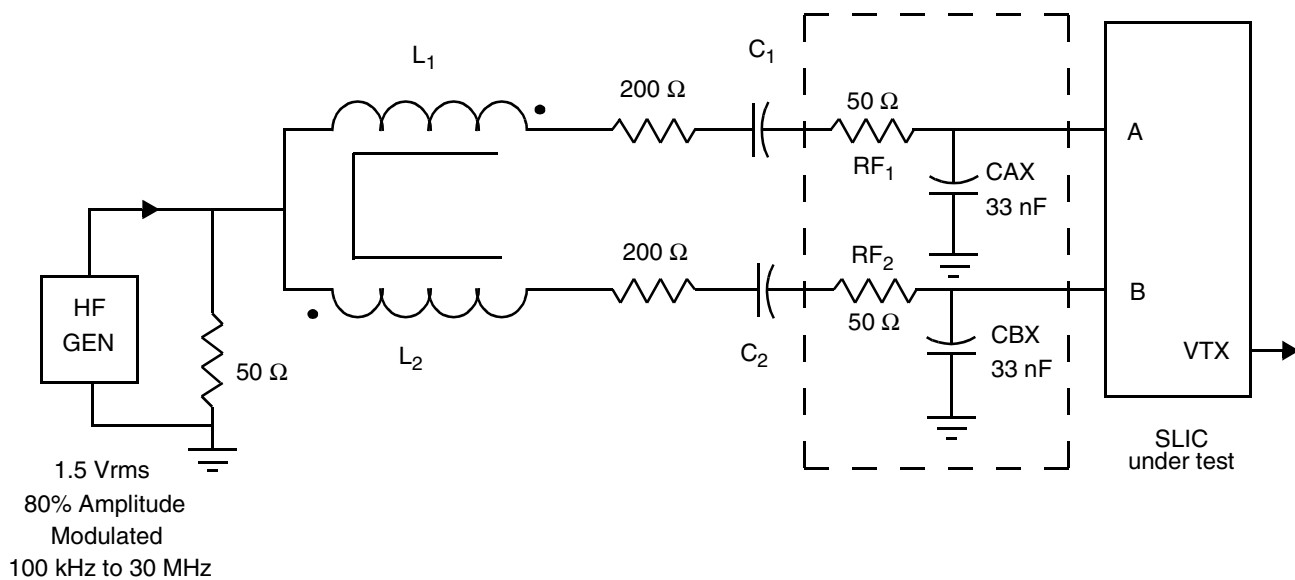 L1
C1
200 Ω
50 Ω
RF1
CAX
33 nF
A
200 Ω
RF2
50 Ω
CBX
33 nF
B
HF
GEN
50 Ω
L2
C2
VTX
SLIC
under test
1.5 Vrms
80% Amplitude
Modulated
100 kHz to 30 MHz